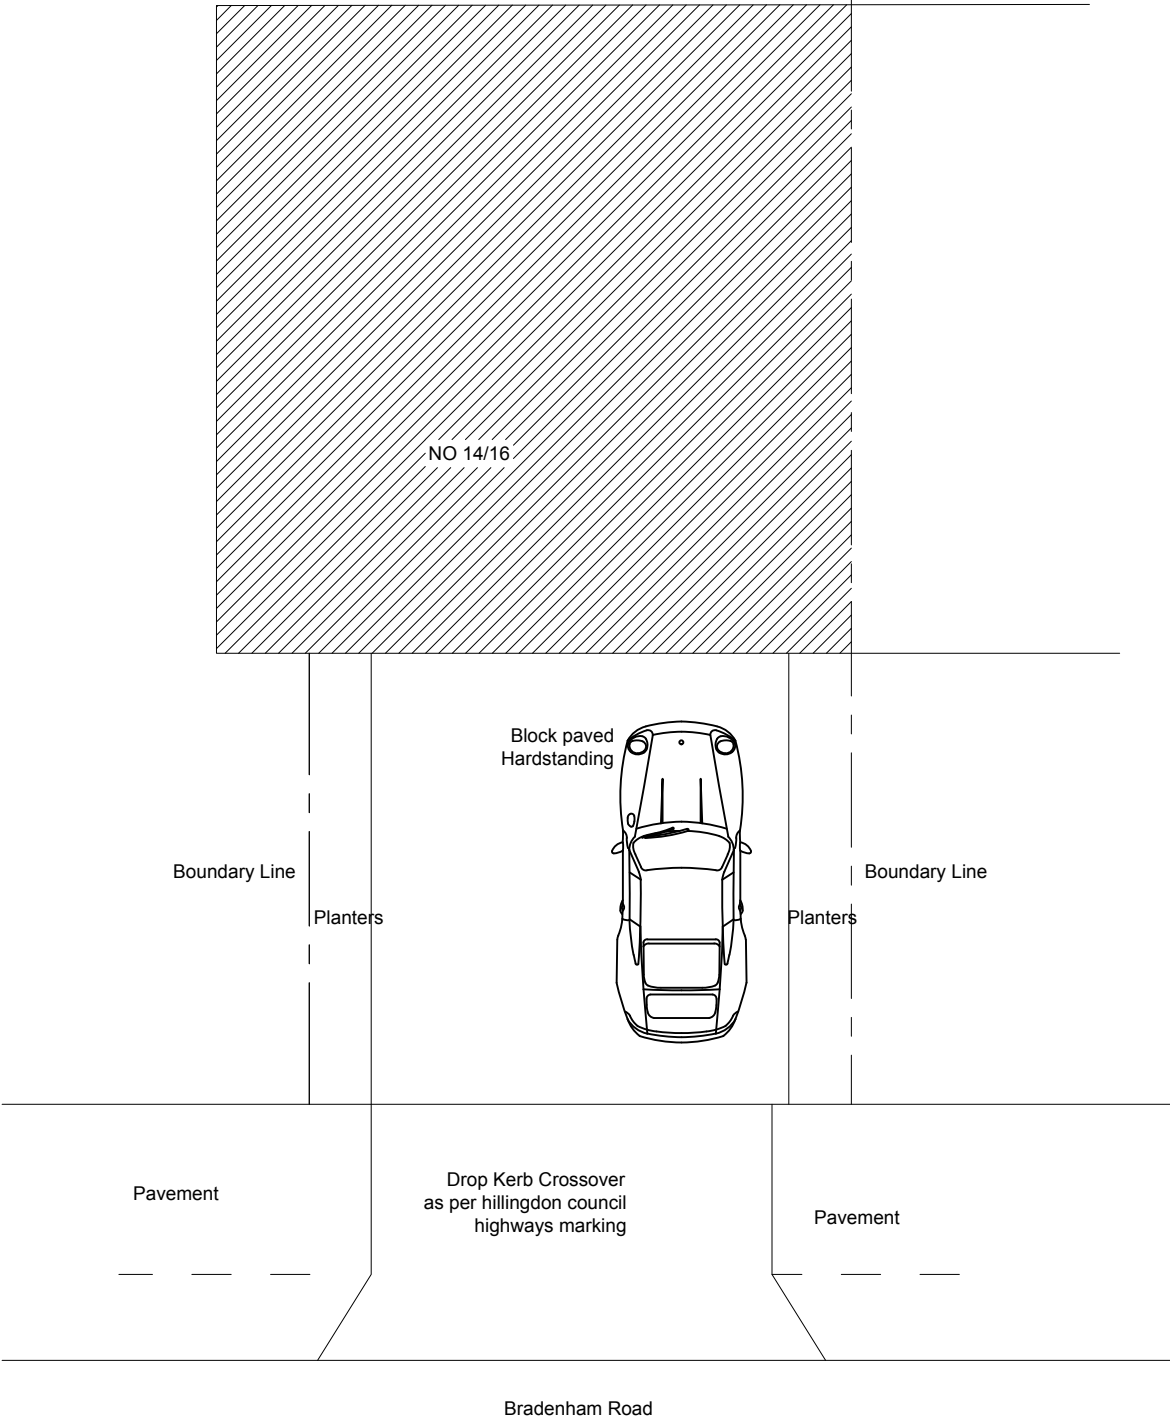 NO 14/16
Block paved
Hardstanding
Boundary Line
Boundary Line
Planters
Planters
Drop Kerb Crossover
as per hillingdon council
highways marking
Pavement
Pavement
Bradenham Road